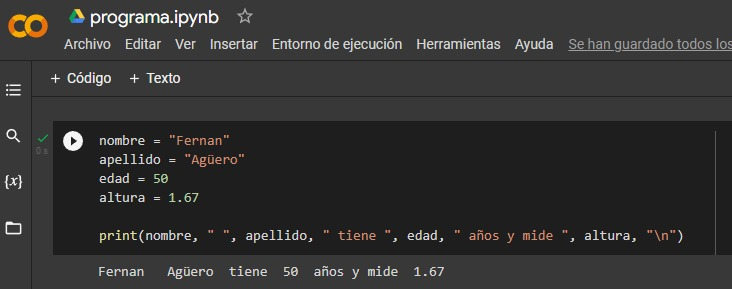 programa.ipynb
Archivo Editar Ver Insertar Entorno de ejecución Herramientas Ayuda Se han guardado todos los
+ Código + Texto
nombre = "Fernan"
0 s
apellido = "Agüero"
{x}
edad = 50
altura = 1.67
print(nombre, " ", apellido, " tiene ", edad, " años y mide ", altura, "\n")
Fernan   Agüero  tiene  50  años y mide  1.67